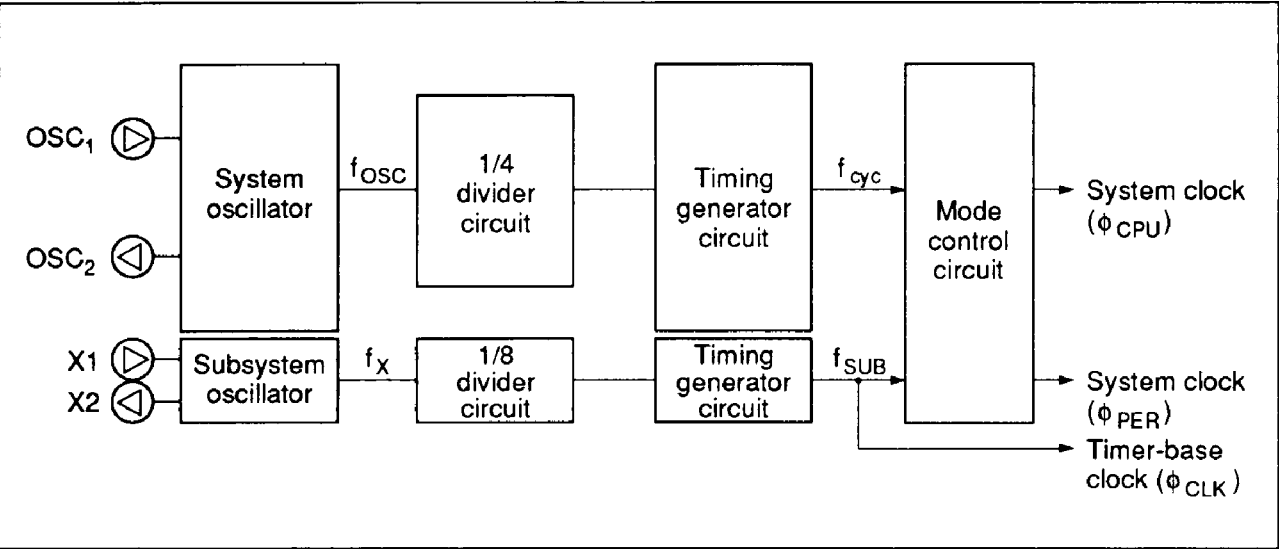 OSC1
OSC2
System
oscillator
fOSC
1/4
divider
circuit
Timing
generator
circuit
fcyc
Mode
control
circuit
System clock
(ϕCPU)
X1
X2
Subsystem
oscillator
fX
1/8
divider
circuit
Timing
generator
circuit
fSUB
System clock
(ϕPER)
Timer-base
clock (ϕCLK)